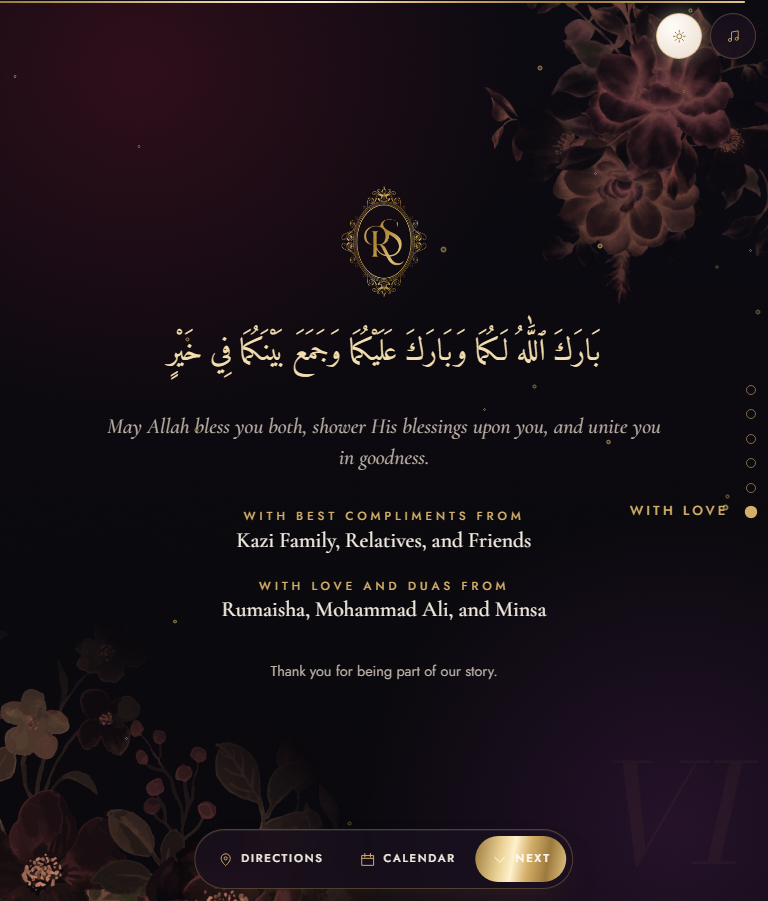 RS
بَارَكَ ٱللَّٰهُ لَكُمَا وَبَارَكَ عَلَيْكُمَا وَجَمَعَ بَيْنَكُمَا فِي خَيْرٍ
May Allah bless you both, shower His blessings upon you, and unite you
in goodness.
WITH BEST COMPLIMENTS FROM
Kazi Family, Relatives, and Friends
WITH LOVE
WITH LOVE AND DUAS FROM
Rumaisha, Mohammad Ali, and Minsa
Thank you for being part of our story.
VI
DIRECTIONS CALENDAR NEXT